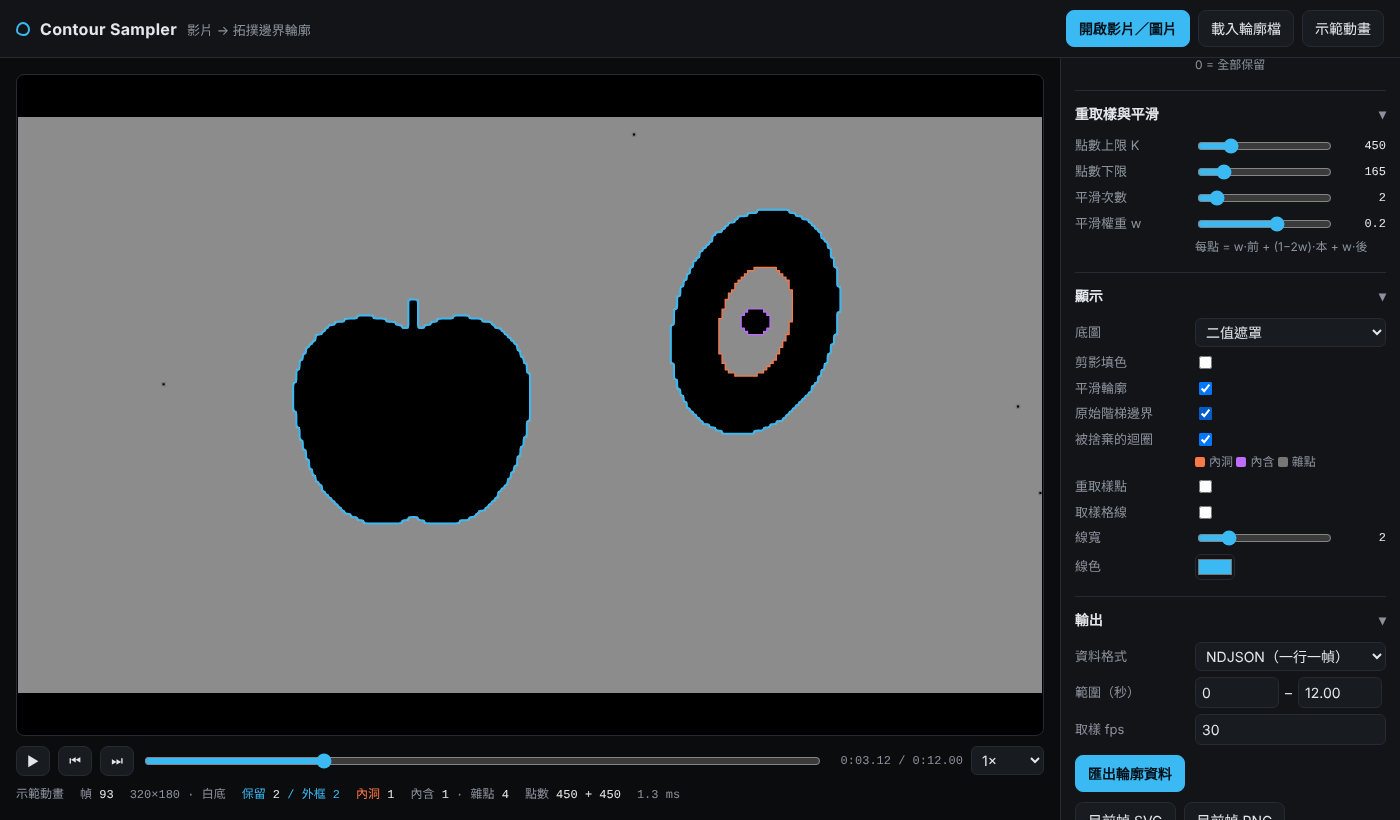 Contour Sampler 影片 → 拓撲邊界輪廓
開啟影片／圖片 載入輪廓檔 示範動畫
0 = 全部保留
重取樣與平滑 ▼
點數上限 K 450
點數下限 165
平滑次數 2
平滑權重 w 0.2
每點 = w·前 + (1−2w)·本 + w·後
顯示 ▼
底圖 二值遮罩
剪影填色
平滑輪廓
原始階梯邊界
被捨棄的迴圈
內洞 內含 雜點
重取樣點
取樣格線
線寬 2
線色
輸出 ▼
資料格式 NDJSON（一行一幀）
範圍（秒） 0 – 12.00
取樣 fps 30
匯出輪廓資料
目前幀 SVG 目前幀 PNG
0:03.12 / 0:12.00 1×
示範動畫 幀 93 320×180 · 白底 保留 2 / 外框 2 內洞 1 內含 1 · 雜點 4 點數 450 + 450 1.3 ms